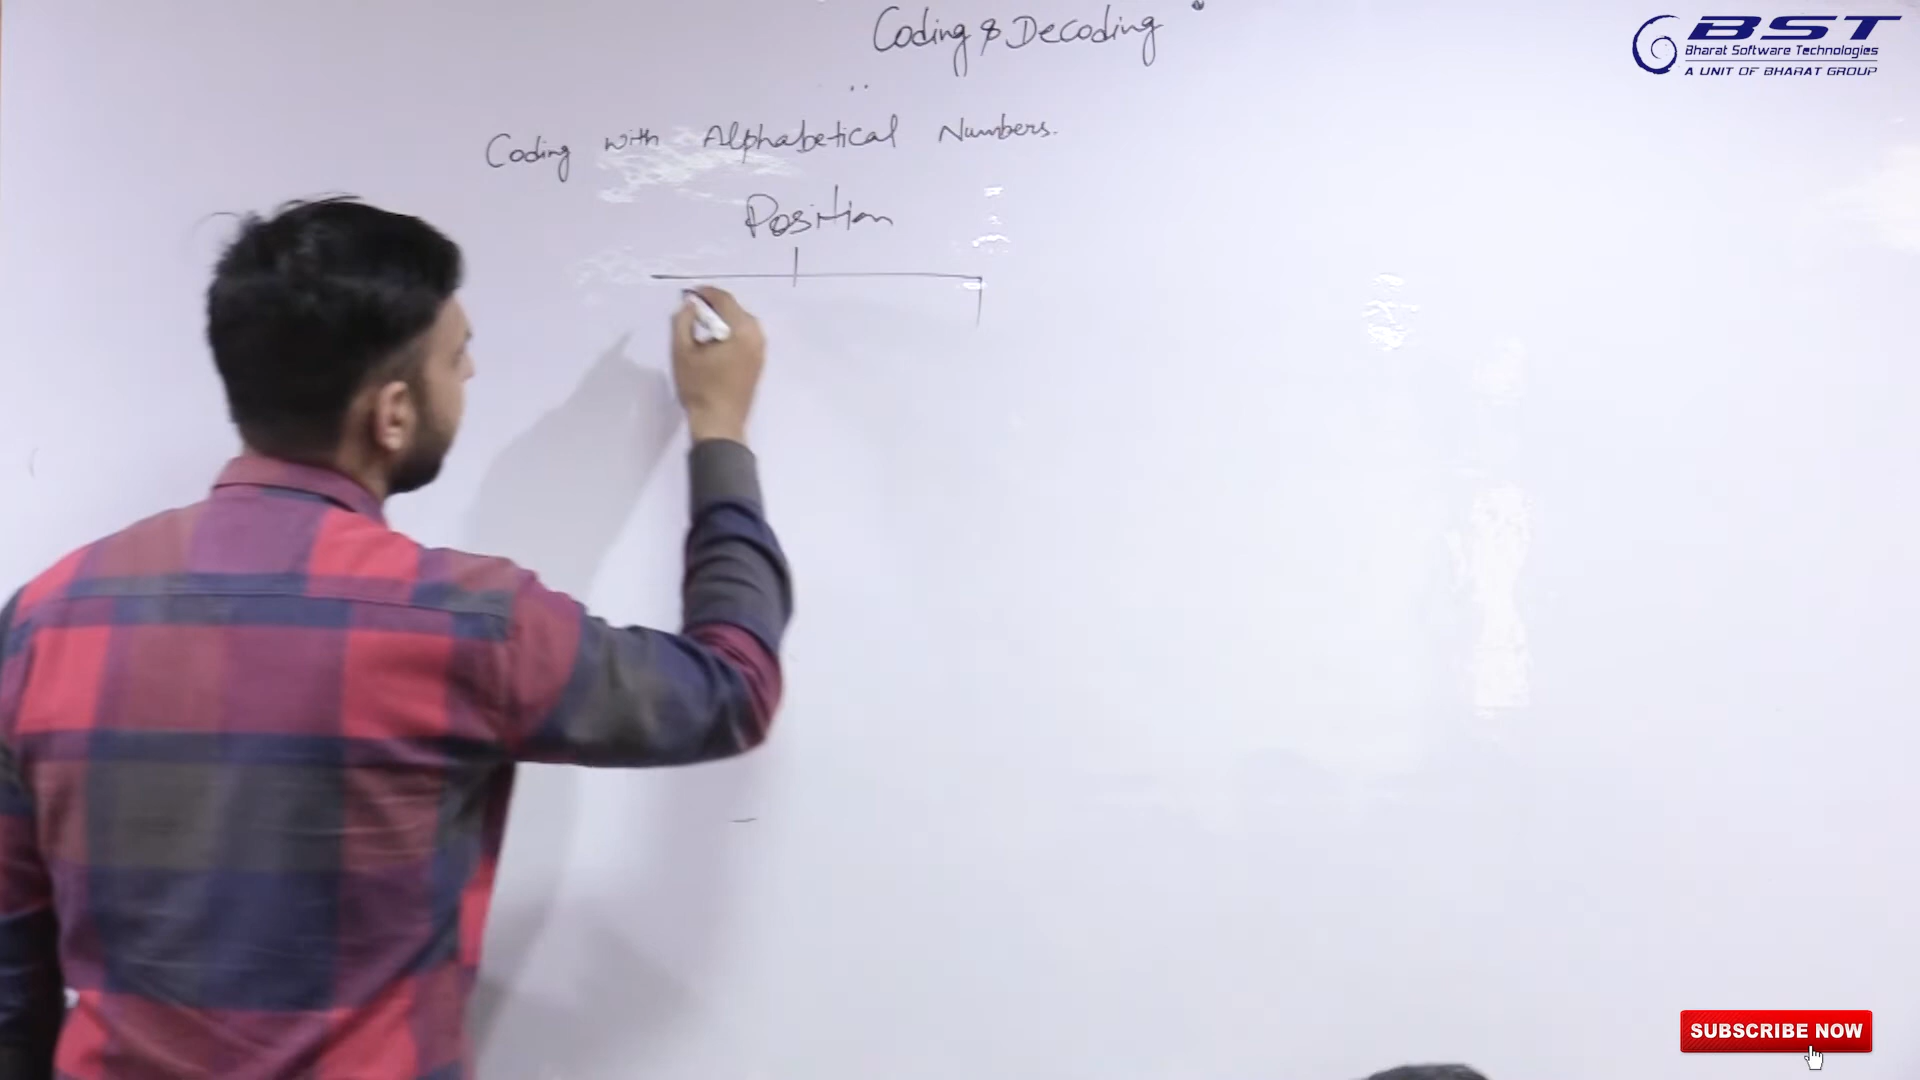 Coding & Decoding
BST
Bharat Software Technologies
A UNIT OF BHARAT GROUP
Coding with Alphabetical Numbers.
Position
SUBSCRIBE NOW